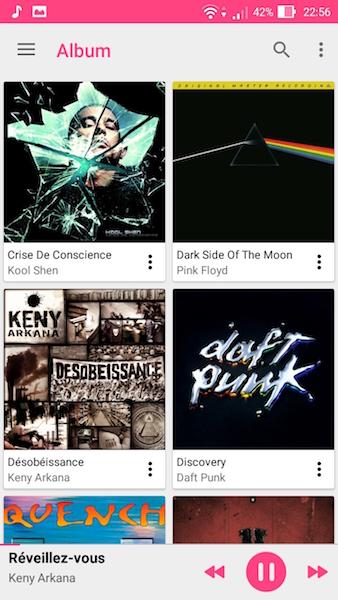 42% 22:56
Album
KOOL SHEN
ORIGINAL MASTER RECORDING
Crise De Conscience
Kool Shen
Dark Side Of The Moon
Pink Floyd
KENY
ARKANA
DESOBEISSANCE
daft
punk
Désobéissance
Keny Arkana
Discovery
Daft Punk
QUENCH
Réveillez-vous
Keny Arkana